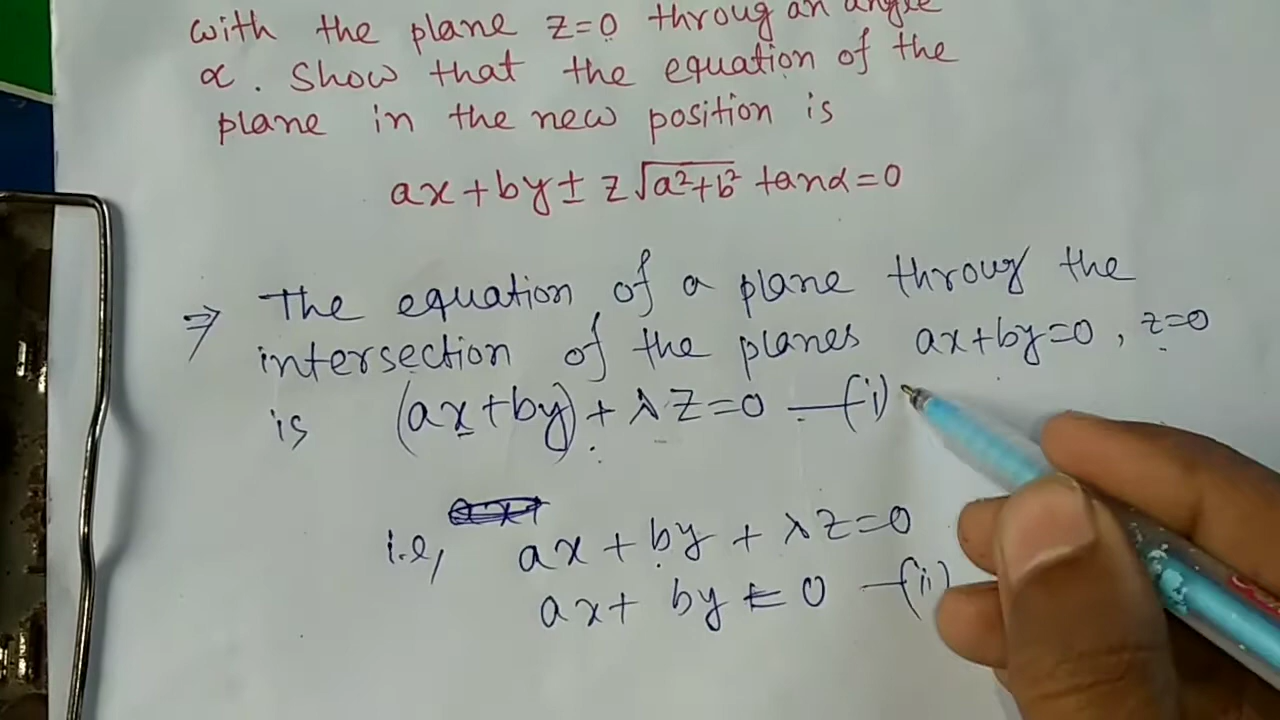 with the plane z=0 throug an angle
α. Show that the equation of the
plane in the new position is
ax+by± z√a²+b² tanα=0
⇒ The equation of a plane throug the
intersection of the planes ax+by=0, z=0
is (ax+by)+λz=0 —(i)
i.e, ax+by+λz=0
ax+ by = 0 —(ii)